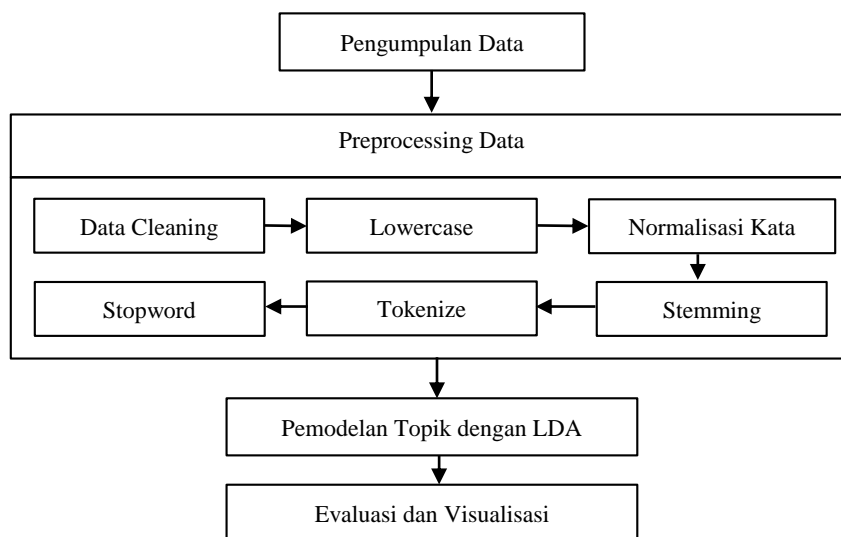 Pengumpulan Data
Preprocessing Data
Data Cleaning
Lowercase
Normalisasi Kata
Stopword
Tokenize
Stemming
Pemodelan Topik dengan LDA
Evaluasi dan Visualisasi